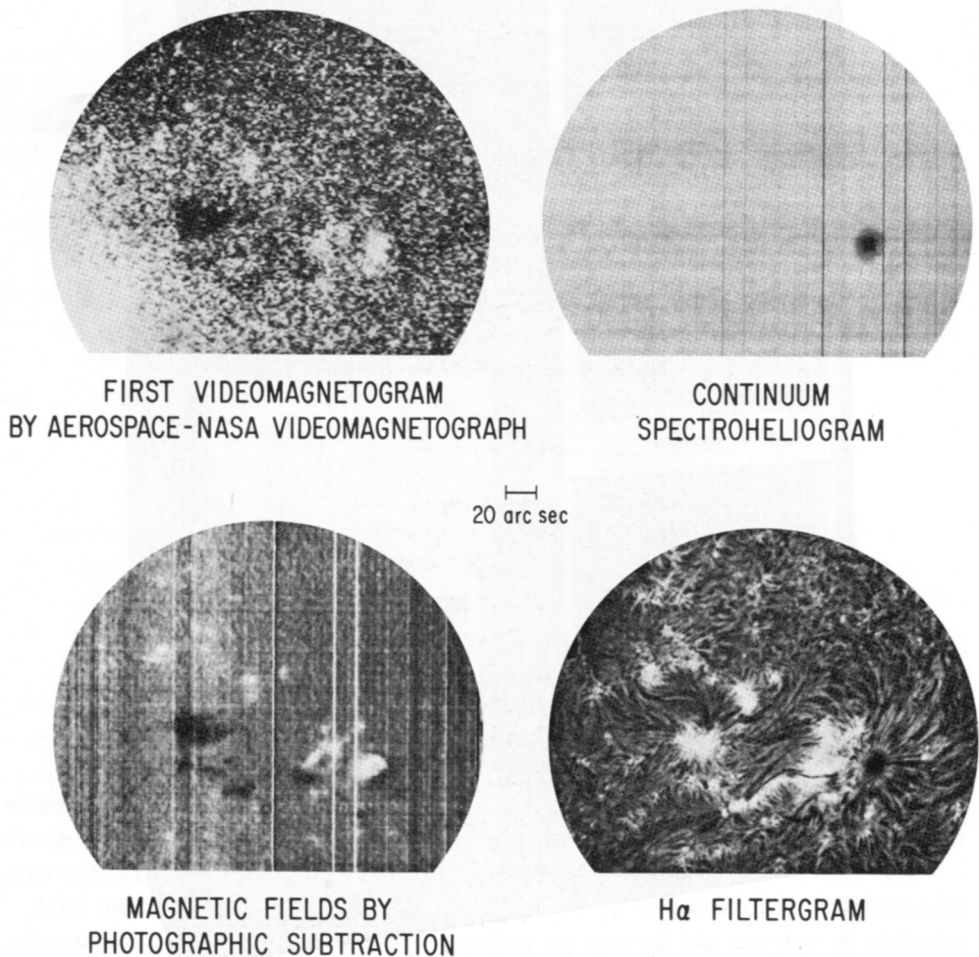 FIRST VIDEOMAGNETOGRAM
BY AEROSPACE-NASA VIDEOMAGNETOGRAPH
CONTINUUM
SPECTROHELIOGRAM
20 arc sec
MAGNETIC FIELDS BY
PHOTOGRAPHIC SUBTRACTION
Hα FILTERGRAM